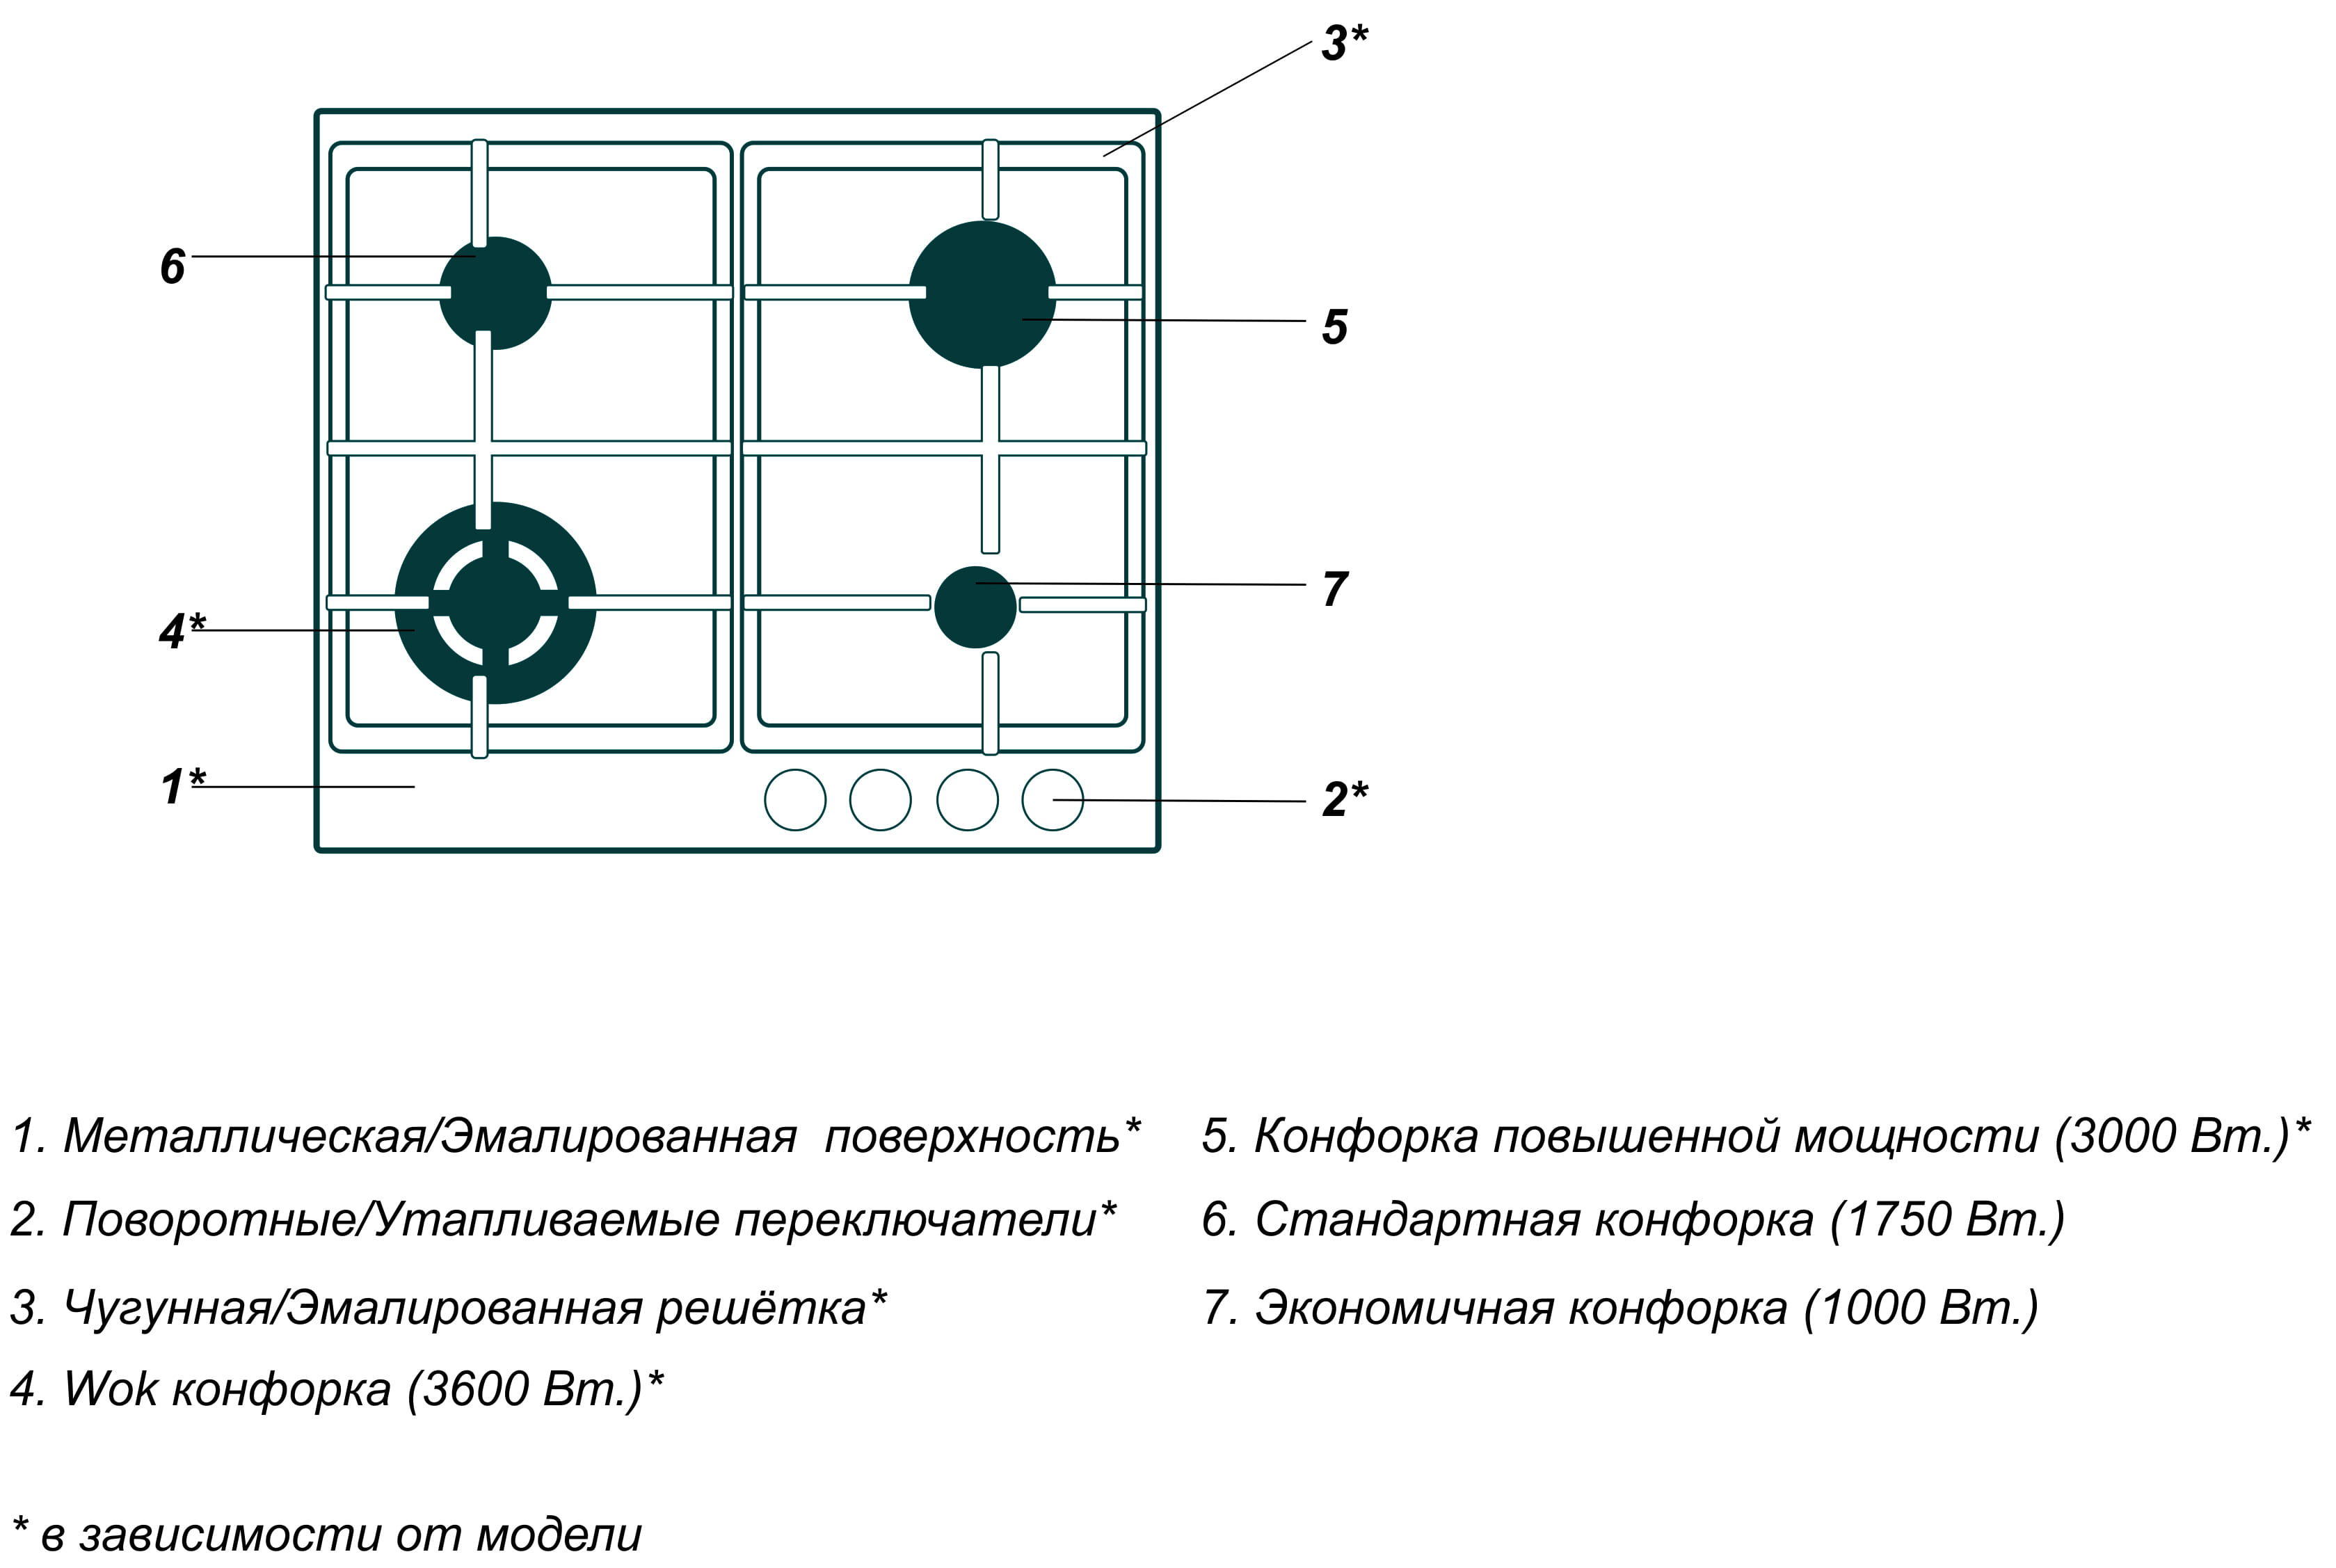 3*
6
5
4*
7
1*
2*
1. Металлическая/Эмалированная поверхность*
2. Поворотные/Утапливаемые переключатели*
3. Чугунная/Эмалированная решётка*
4. Wok конфорка (3600 Вт.)*
5. Конфорка повышенной мощности (3000 Вт.)*
6. Стандартная конфорка (1750 Вт.)
7. Экономичная конфорка (1000 Вт.)
* в зависимости от модели